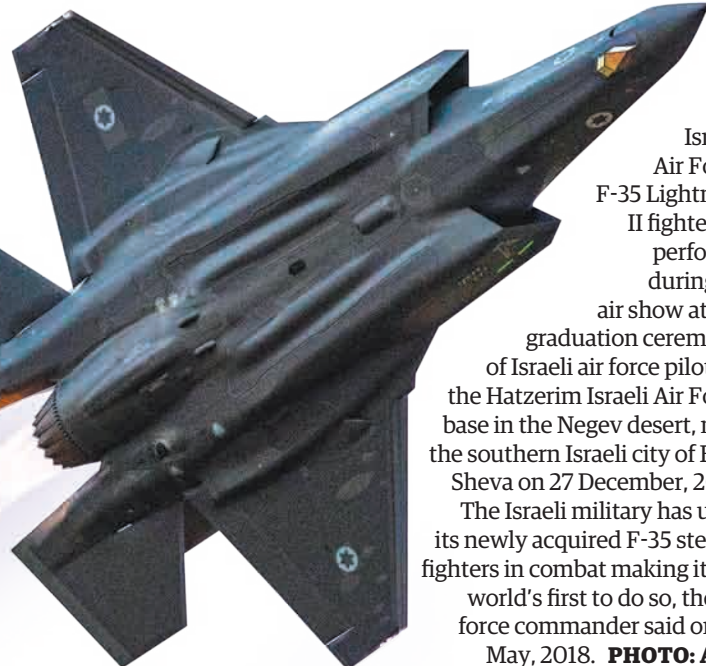 Isr
Air Fo
F-35 Lightn
II fighte
perfo
during
air show at
graduation cerem
of Israeli air force pilot
the Hatzerim Israeli Air Fo
base in the Negev desert,
the southern Israeli city of
Sheva on 27 December, 2
The Israeli military has u
its newly acquired F-35 ste
fighters in combat making it
world's first to do so, the
force commander said on
May, 2018. PHOTO: A